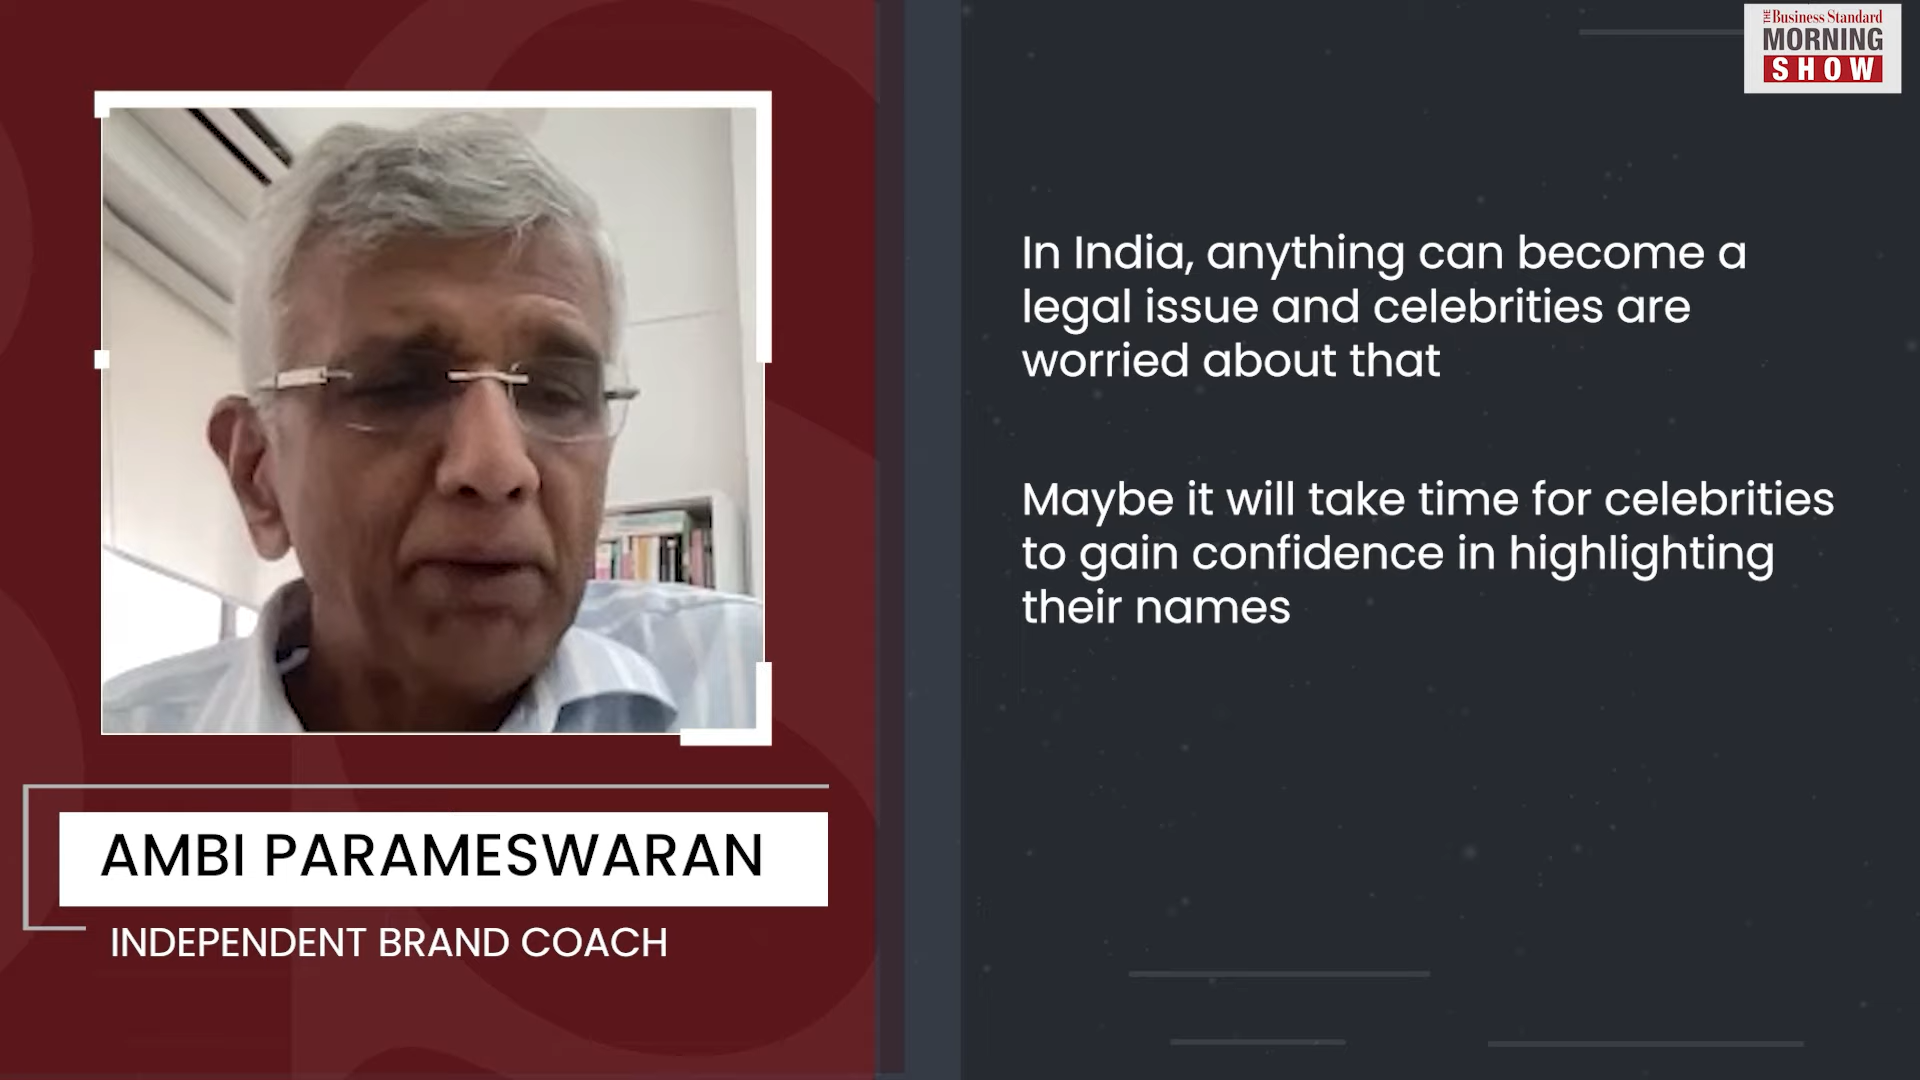 THE Business Standard
MORNING
SHOW
In India, anything can become a
legal issue and celebrities are
worried about that
Maybe it will take time for celebrities
to gain confidence in highlighting
their names
AMBI PARAMESWARAN
INDEPENDENT BRAND COACH